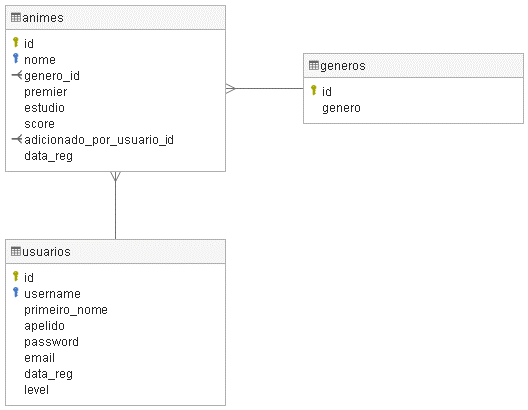 animes
id
nome
genero_id
premier
estudio
score
adicionado_por_usuario_id
data_reg
generos
id
genero
usuarios
id
username
primeiro_nome
apelido
password
email
data_reg
level